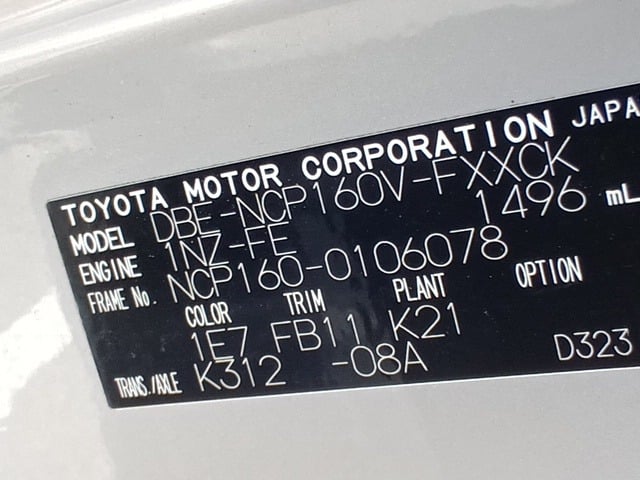 TOYOTA MOTOR CORPORATION JAPA
MODEL DBE-NCP160V-FXXCK
ENGINE 1NZ-FE 1496 mL
FRAME No. NCP160-0106078
COLOR TRIM PLANT OPTION
1E7 FB11 K21
TRANS./AXLE K312 -08A D323